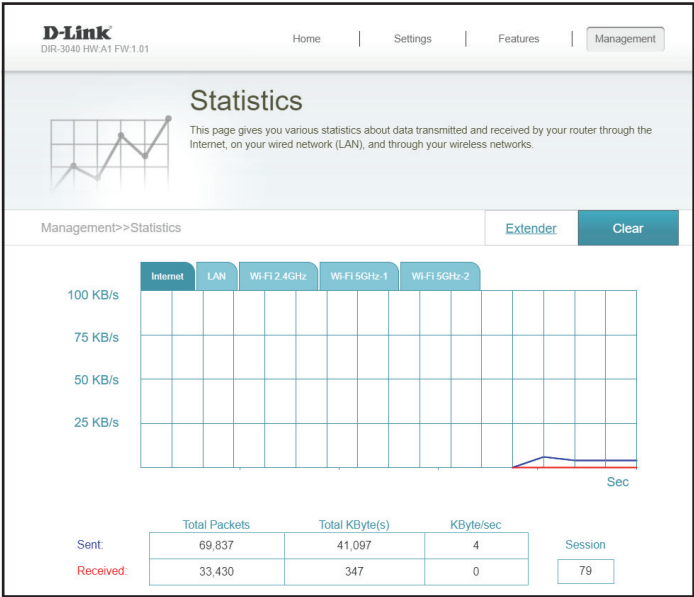 D-Link
DIR-3040 HW:A1 FW:1.01
Home | Settings | Features | Management
Statistics
This page gives you various statistics about data transmitted and received by your router through the
Internet, on your wired network (LAN), and through your wireless networks.
Management>>Statistics Extender Clear
Internet LAN Wi-Fi 2.4GHz Wi-Fi 5GHz-1 Wi-Fi 5GHz-2
100 KB/s
75 KB/s
50 KB/s
25 KB/s
Sec
Total Packets Total KByte(s) KByte/sec
Sent: 69,837 41,097 4 Session
Received: 33,430 347 0 79